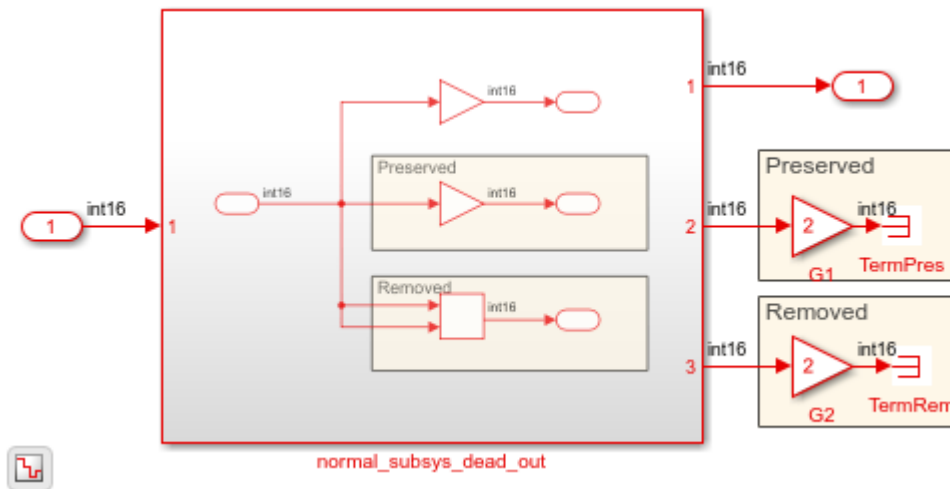 int16
1
int16
int16
Preserved
int16
int16
Removed
int16
1
1
int16
1
2
int16
Preserved
2
int16
G1
TermPres
3
int16
Removed
2
int16
G2
TermRem
normal_subsys_dead_out